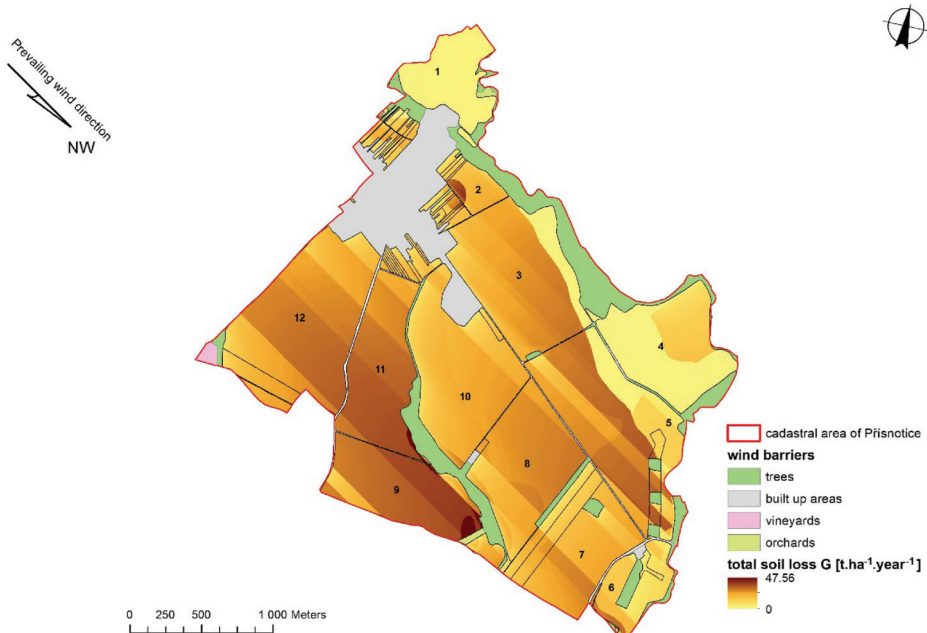 Prevailing wind direction
NW
1
2
3
4
5
6
7
8
9
10
11
12
cadastral area of Přísnotice
wind barriers
trees
built up areas
vineyards
orchards
total soil loss G [t.ha⁻¹.year⁻¹]
47.56
0
0 250 500 1 000 Meters